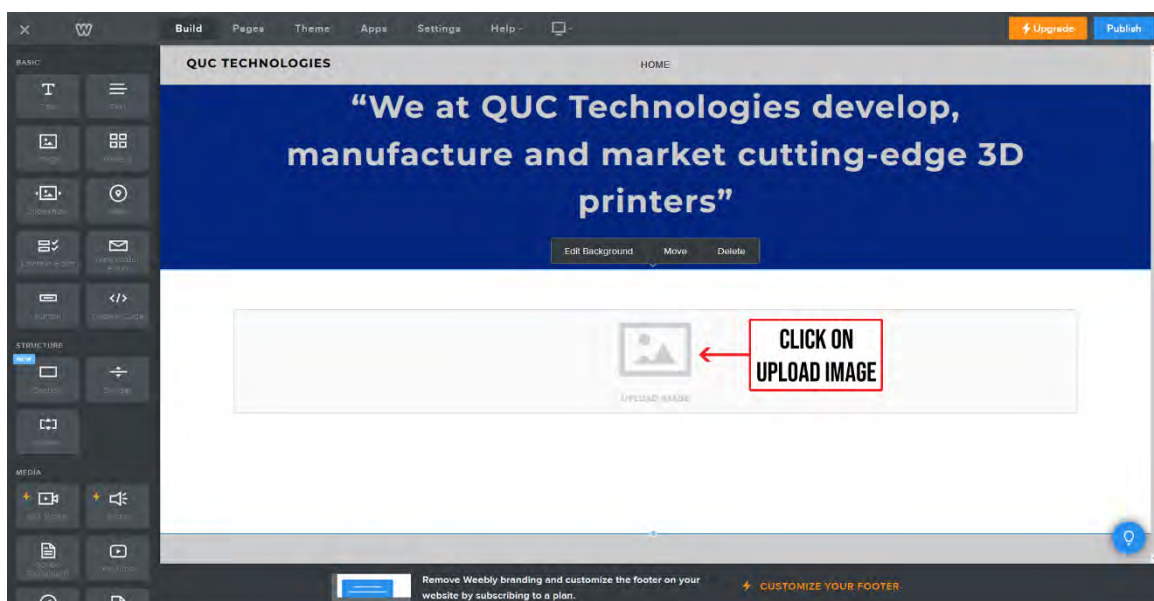 Build Pages Theme Apps Settings Help
Upgrade
Publish
BASIC
QUC TECHNOLOGIES
HOME
“We at QUC Technologies develop,
manufacture and market cutting-edge 3D
printers”
Edit Background Move Delete
STRUCTURE
NEW
CLICK ON
UPLOAD IMAGE
UPLOAD IMAGE
MEDIA
Remove Weebly branding and customize the footer on your
website by subscribing to a plan.
CUSTOMIZE YOUR FOOTER